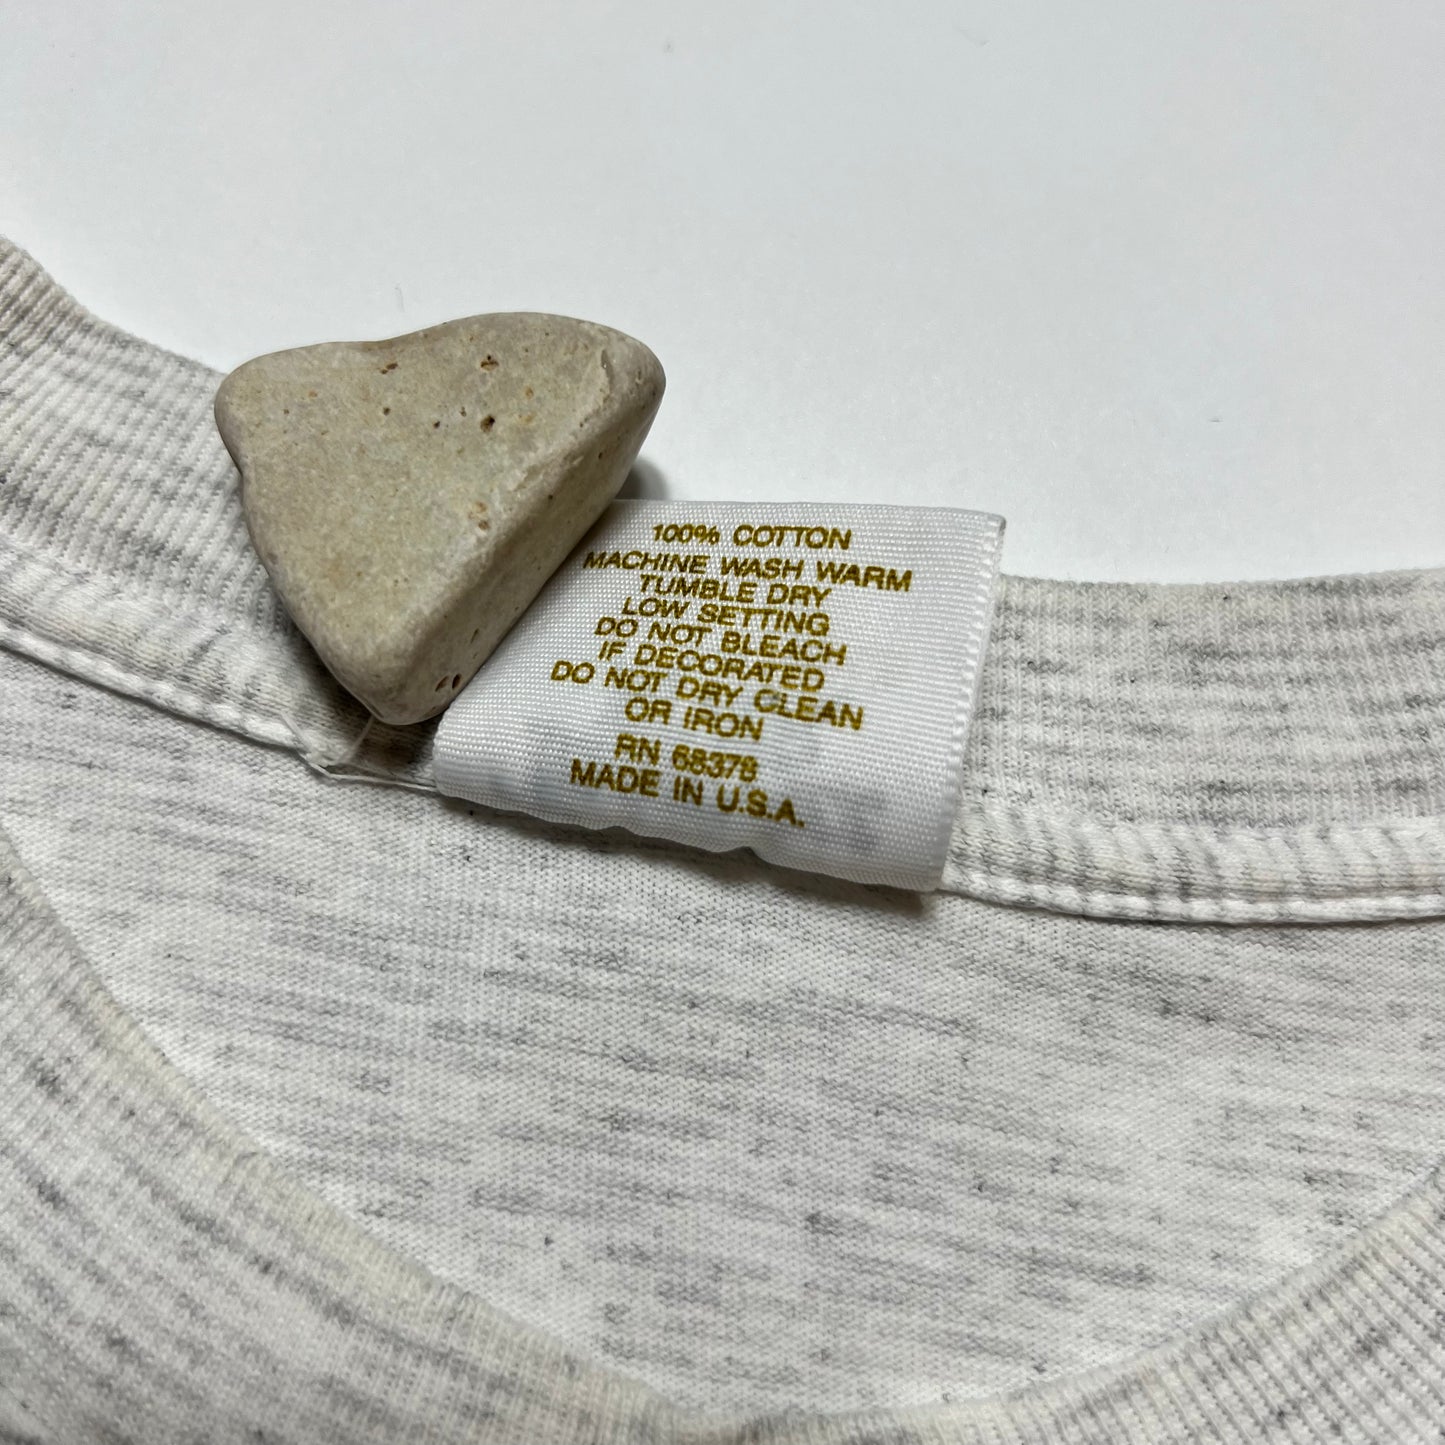 100% COTTON
MACHINE WASH WARM
TUMBLE DRY
LOW SETTING
DO NOT BLEACH
IF DECORATED
DO NOT DRY CLEAN
OR IRON
RN 68378
MADE IN U.S.A.